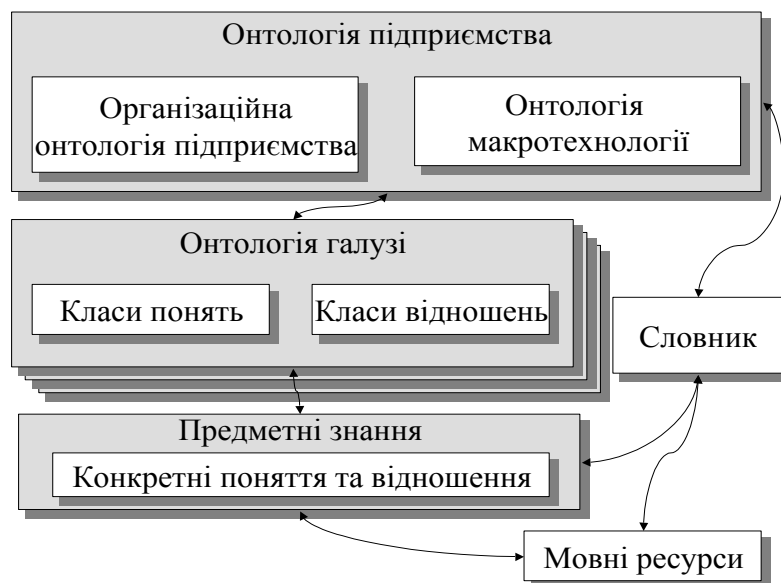 Онтологія підприємства
Організаційна
онтологія підприємства
Онтологія
макротехнології
Онтологія галузі
Класи понять
Класи відношень
Словник
Предметні знання
Конкретні поняття та відношення
Мовні ресурси